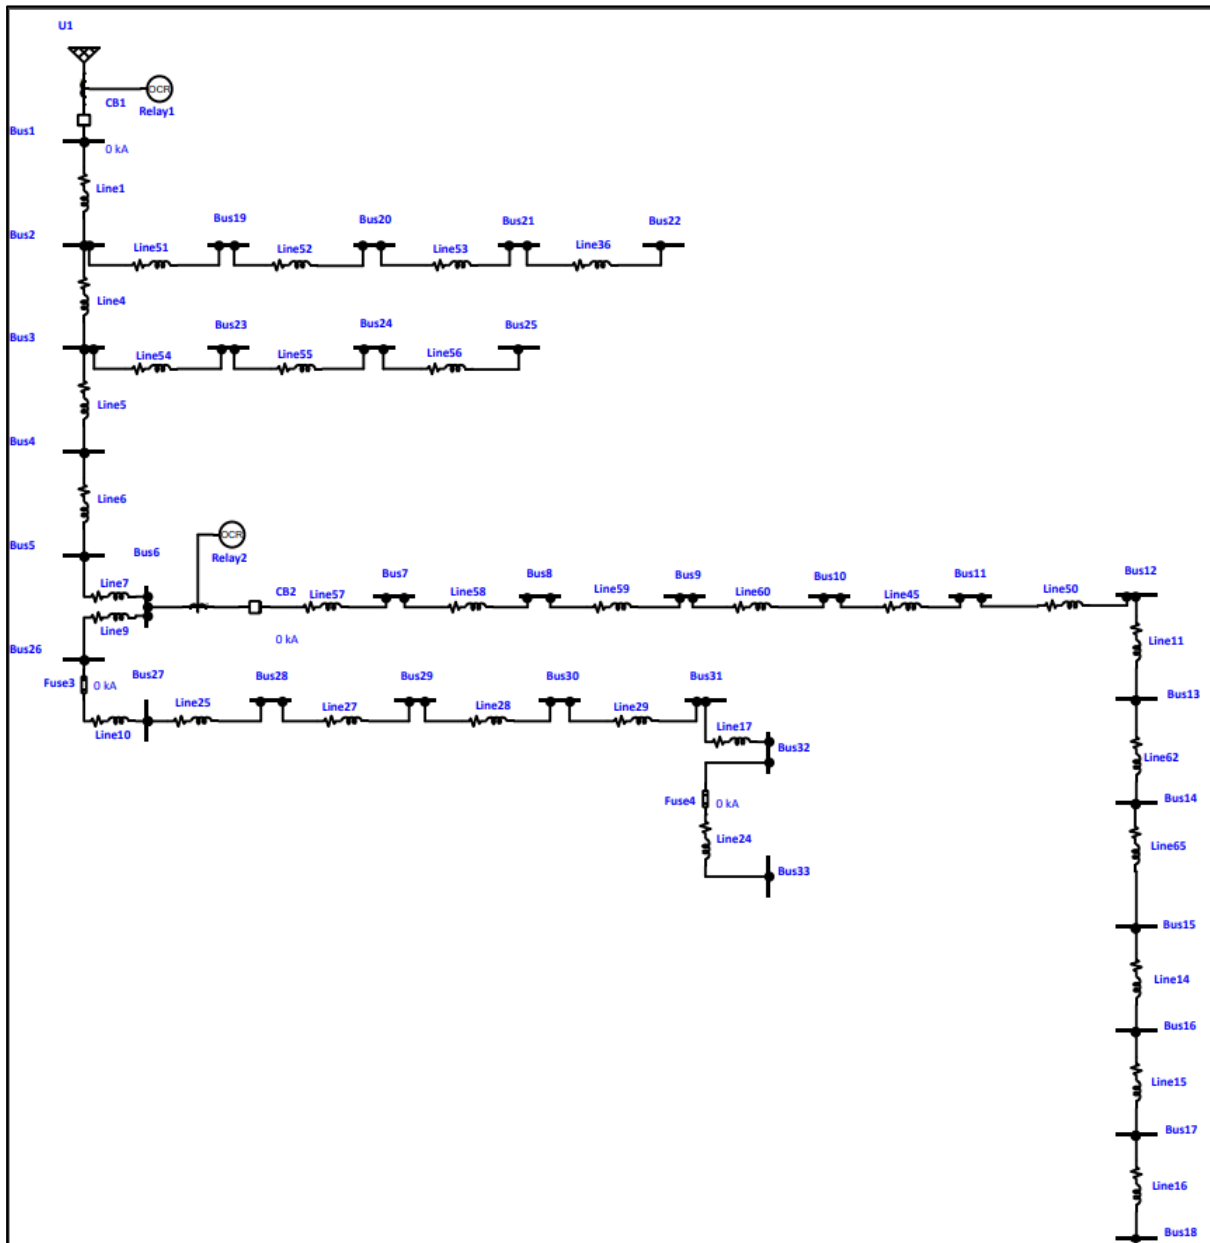 U1
OCR
CB1
Relay1
Bus1
0 kA
Line1
Bus19
Bus20
Bus21
Bus22
Bus2
Line51
Line52
Line53
Line36
Line4
Bus3
Bus23
Bus24
Bus25
Line54
Line55
Line56
Line5
Bus4
Line6
Bus5
Bus6
OCR
Relay2
Line7
CB2
Line57
Bus7
Line58
Bus8
Line59
Bus9
Line60
Bus10
Line45
Bus11
Line50
Bus12
Line9
0 kA
Line11
Bus26
Bus27
Bus28
Bus29
Bus30
Bus31
Bus13
Fuse3
0 kA
Line25
Line27
Line28
Line29
Line17
Line10
Bus32
Line62
Fuse4
0 kA
Bus14
Line24
Line65
Bus33
Bus15
Line14
Bus16
Line15
Bus17
Line16
Bus18